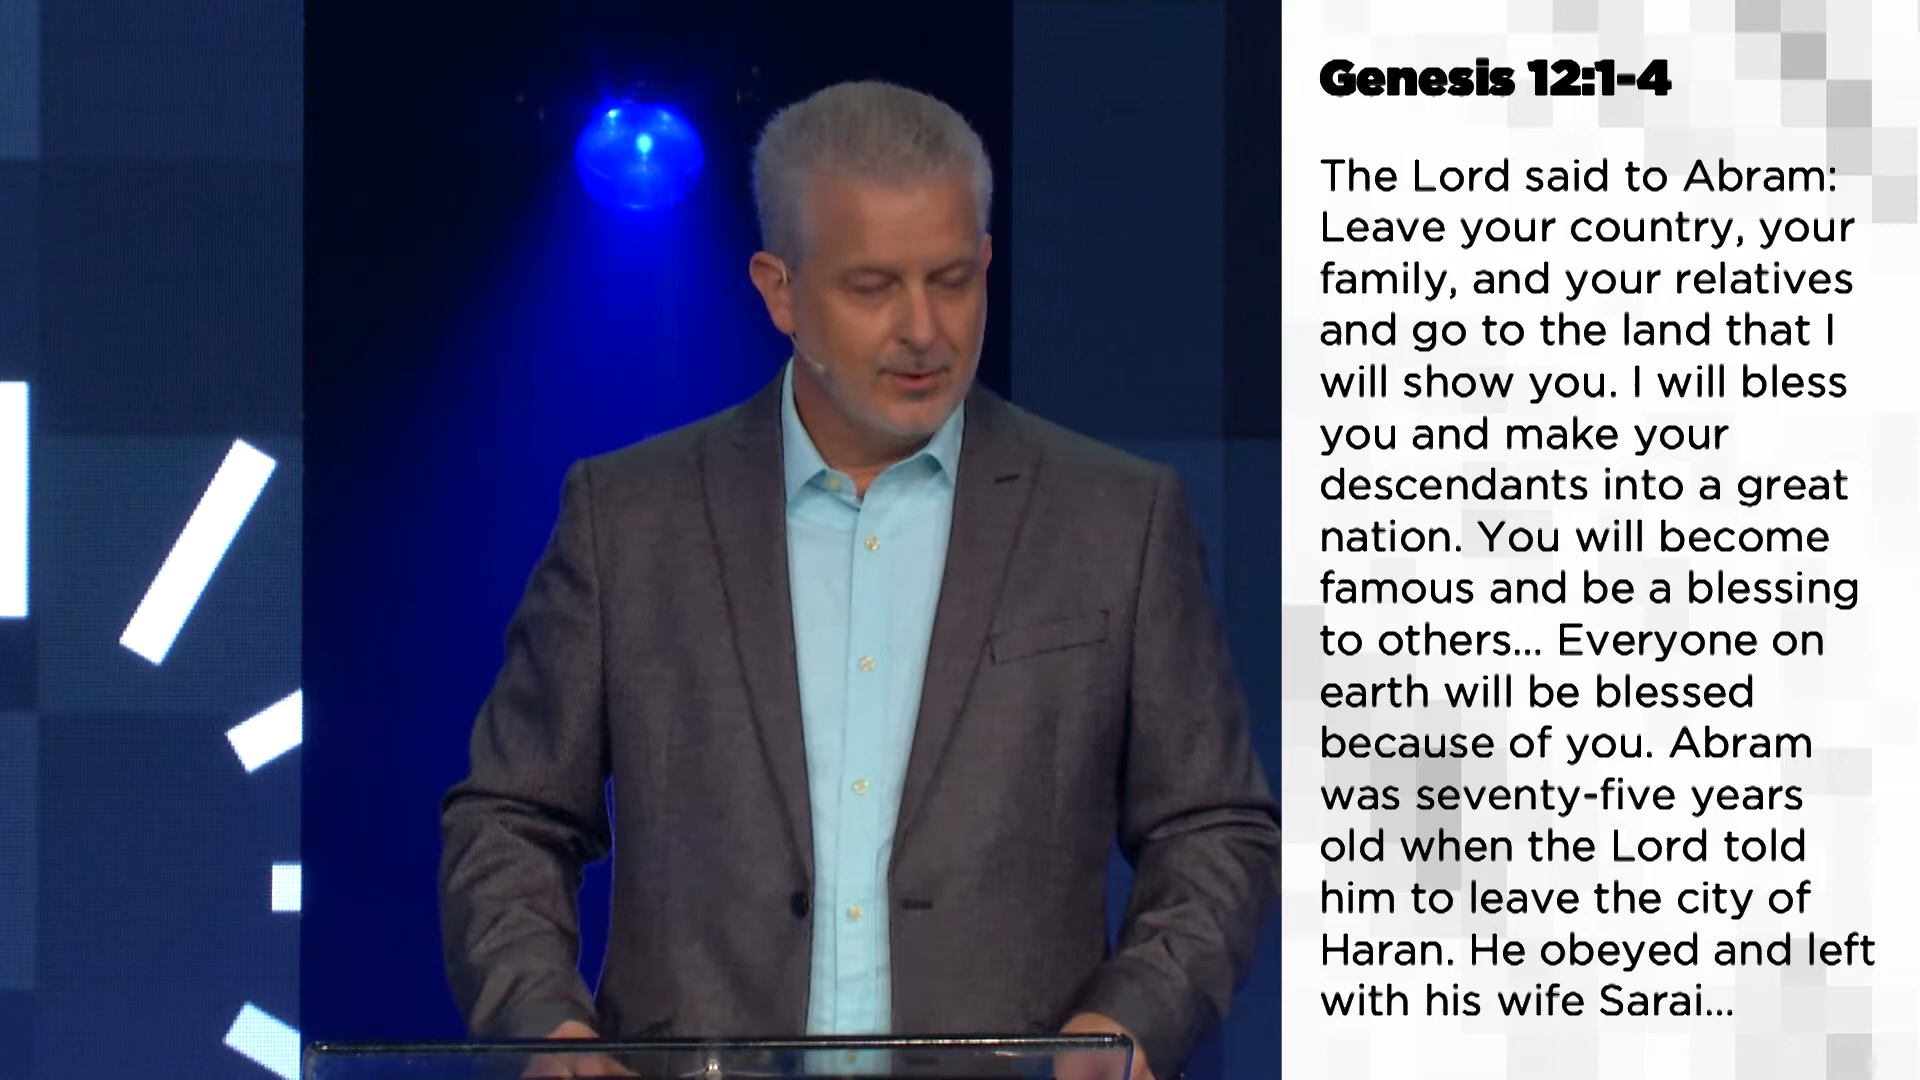 Genesis 12:1-4
The Lord said to Abram:
Leave your country, your
family, and your relatives
and go to the land that I
will show you. I will bless
you and make your
descendants into a great
nation. You will become
famous and be a blessing
to others... Everyone on
earth will be blessed
because of you. Abram
was seventy-five years
old when the Lord told
him to leave the city of
Haran. He obeyed and left
with his wife Sarai...